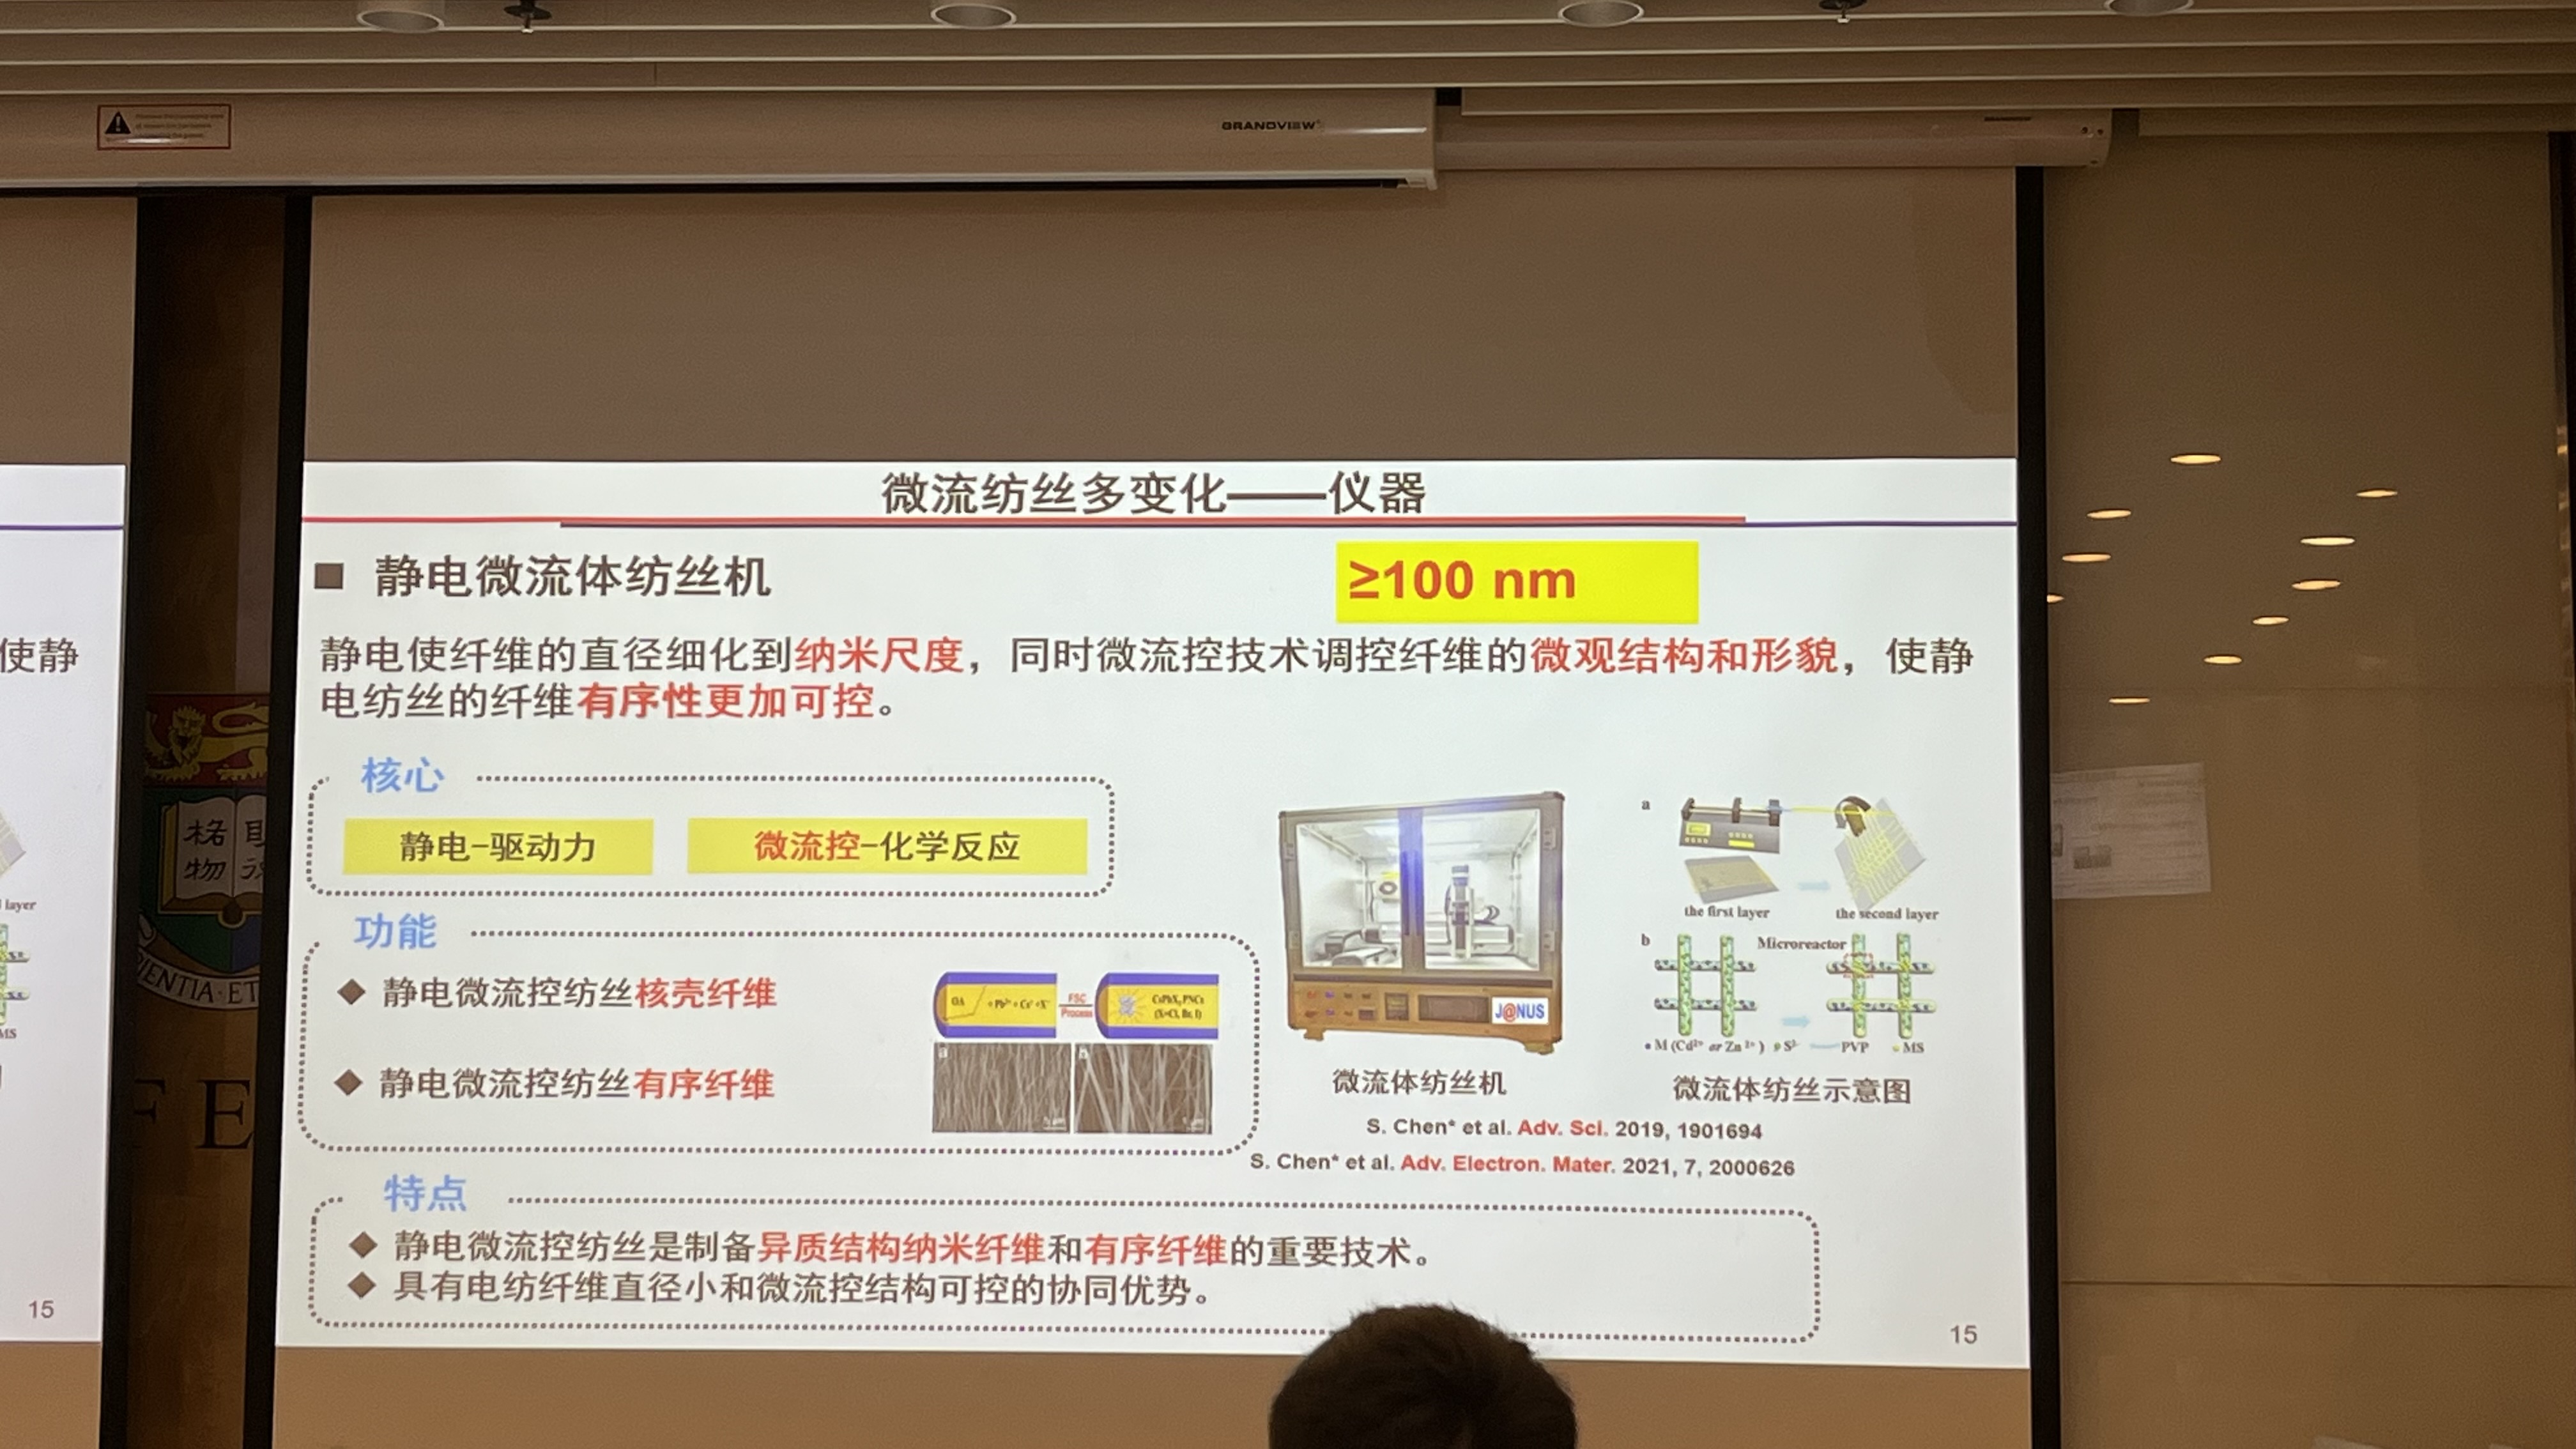 GRANDVIEW
微流纺丝多变化——仪器
■ 静电微流体纺丝机
≥100 nm
静电使纤维的直径细化到纳米尺度，同时微流控技术调控纤维的微观结构和形貌，使静
电纺丝的纤维有序性更加可控。
核心
静电-驱动力
微流控-化学反应
功能
◆ 静电微流控纺丝核壳纤维
◆ 静电微流控纺丝有序纤维
OA
FSC
Process
J@NUS
微流体纺丝机
a
the first layer
the second layer
b
Microreactor
M (Cd²⁺ or Zn²⁺) S²⁻ PVP MS
微流体纺丝示意图
S. Chen* et al. Adv. Sci. 2019, 1901694
S. Chen* et al. Adv. Electron. Mater. 2021, 7, 2000626
特点
◆ 静电微流控纺丝是制备异质结构纳米纤维和有序纤维的重要技术。
◆ 具有电纺纤维直径小和微流控结构可控的协同优势。
15
使静
layer
MS
15
格
物